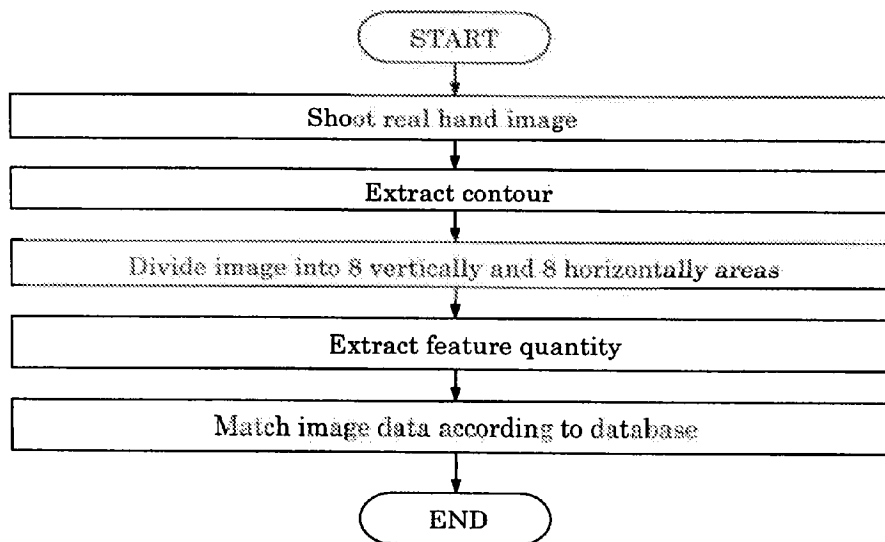 START
Shoot real hand image
Extract contour
Divide image into 8 vertically and 8 horizontally areas
Extract feature quantity
Match image data according to database
END